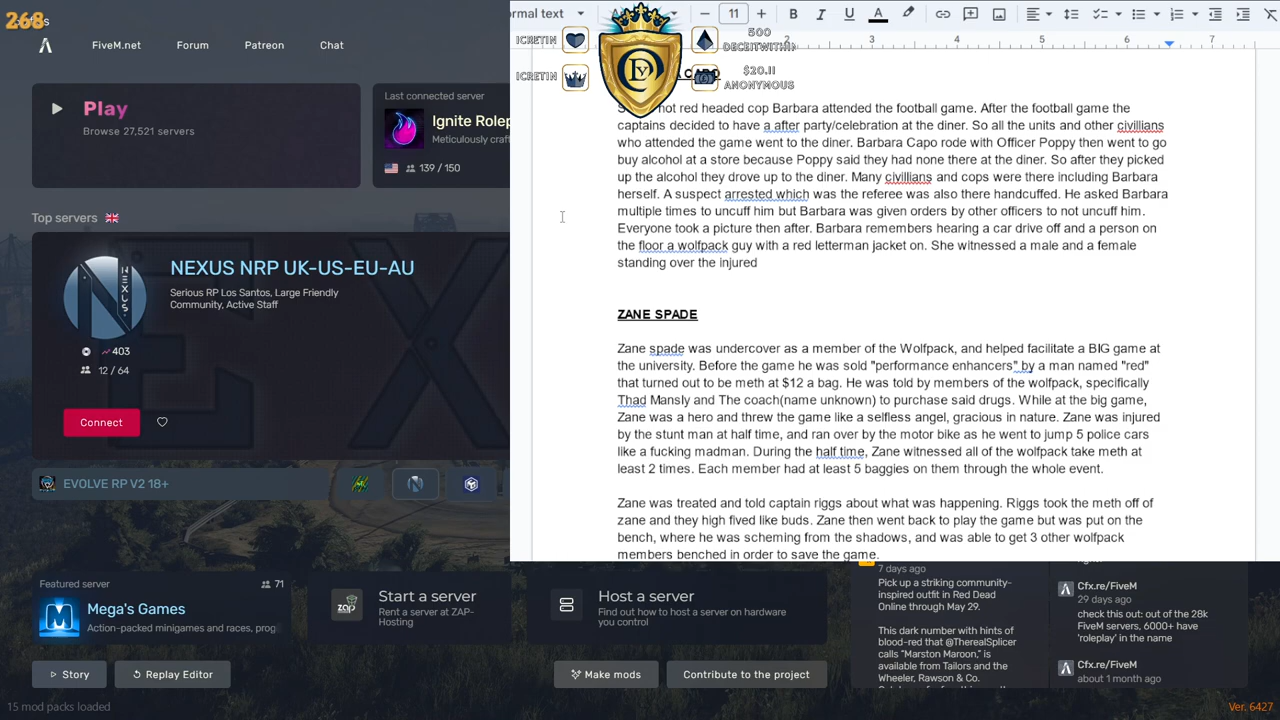 268
FiveM.net
Forum
Patreon
Chat
Play
Browse 27,521 servers
Last connected server
Ignite Rolep
Meticulously craf
139 / 150
Top servers
NEXUS NRP UK-US-EU-AU
Serious RP Los Santos, Large Friendly
Community, Active Staff
403
12 / 64
Connect
EVOLVE RP V2 18+
Featured server
71
Mega's Games
Action-packed minigames and races, prog
Start a server
Rent a server at ZAP-
Hosting
Host a server
Find out how to host a server on hardware
you control
Story
Replay Editor
Make mods
Contribute to the project
15 mod packs loaded
Ver. 6427
ormal text
11
ICRETIN
500
DECEITWITHIN
ICRETIN
$20.11
ANONYMOUS
2
3
4
5
6
7
CAPO
hot red headed cop Barbara attended the football game. After the football game the
captains decided to have a after party/celebration at the diner. So all the units and other civillians
who attended the game went to the diner. Barbara Capo rode with Officer Poppy then went to go
buy alcohol at a store because Poppy said they had none there at the diner. So after they picked
up the alcohol they drove up to the diner. Many civillians and cops were there including Barbara
herself. A suspect arrested which was the referee was also there handcuffed. He asked Barbara
multiple times to uncuff him but Barbara was given orders by other officers to not uncuff him.
Everyone took a picture then after. Barbara remembers hearing a car drive off and a person on
the floor a wolfpack guy with a red letterman jacket on. She witnessed a male and a female
standing over the injured
ZANE SPADE
Zane spade was undercover as a member of the Wolfpack, and helped facilitate a BIG game at
the university. Before the game he was sold "performance enhancers" by a man named "red"
that turned out to be meth at $12 a bag. He was told by members of the wolfpack, specifically
Thad Mansly and The coach(name unknown) to purchase said drugs. While at the big game,
Zane was a hero and threw the game like a selfless angel, gracious in nature. Zane was injured
by the stunt man at half time, and ran over by the motor bike as he went to jump 5 police cars
like a fucking madman. During the half time, Zane witnessed all of the wolfpack take meth at
least 2 times. Each member had at least 5 baggies on them through the whole event.
Zane was treated and told captain riggs about what was happening. Riggs took the meth off of
zane and they high fived like buds. Zane then went back to play the game but was put on the
bench, where he was scheming from the shadows, and was able to get 3 other wolfpack
members benched in order to save the game.
7 days ago
Pick up a striking community-
inspired outfit in Red Dead
Online through May 29.
This dark number with hints of
blood-red that @TherealSplicer
calls “Marston Maroon,” is
available from Tailors and the
Wheeler, Rawson & Co.
Cfx.re/FiveM
29 days ago
check this out: out of the 28k
FiveM servers, 6000+ have
'roleplay' in the name
Cfx.re/FiveM
about 1 month ago